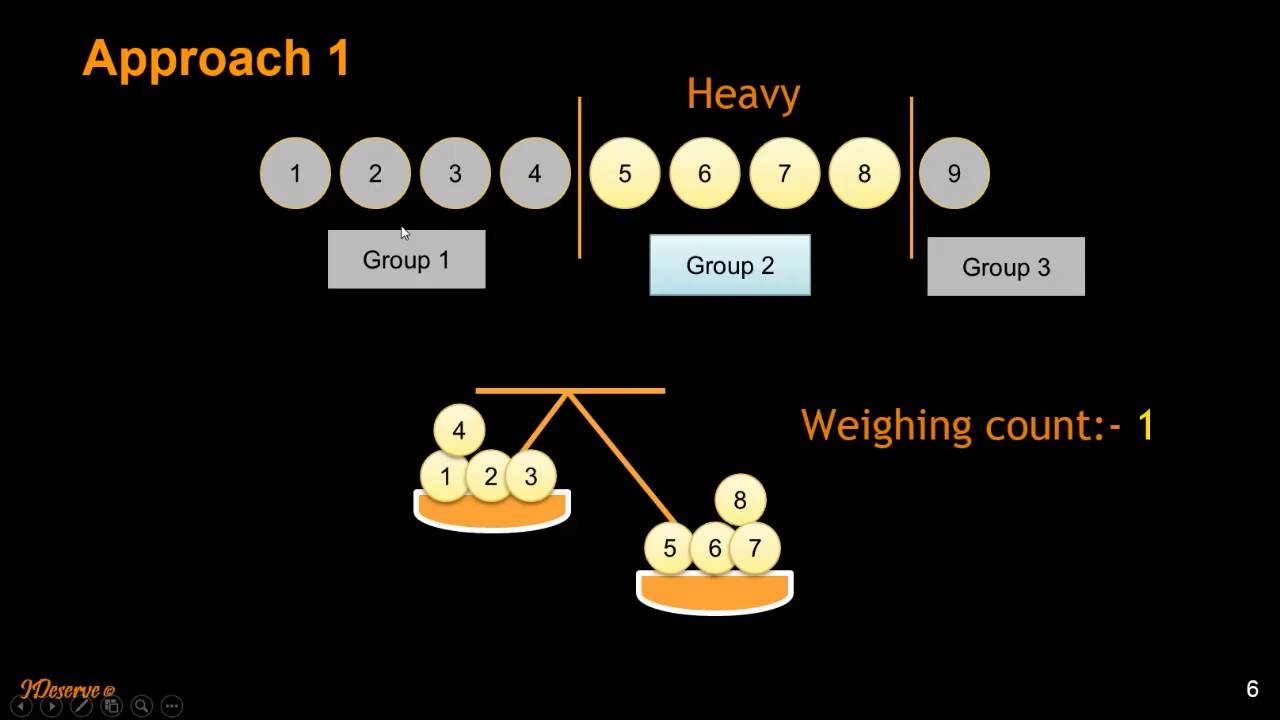 Approach 1
Heavy
1 2 3 4 5 6 7 8 9
Group 1 Group 2 Group 3
Weighing count:- 1
4
1 2 3
8
5 6 7
JDeserve ©
6